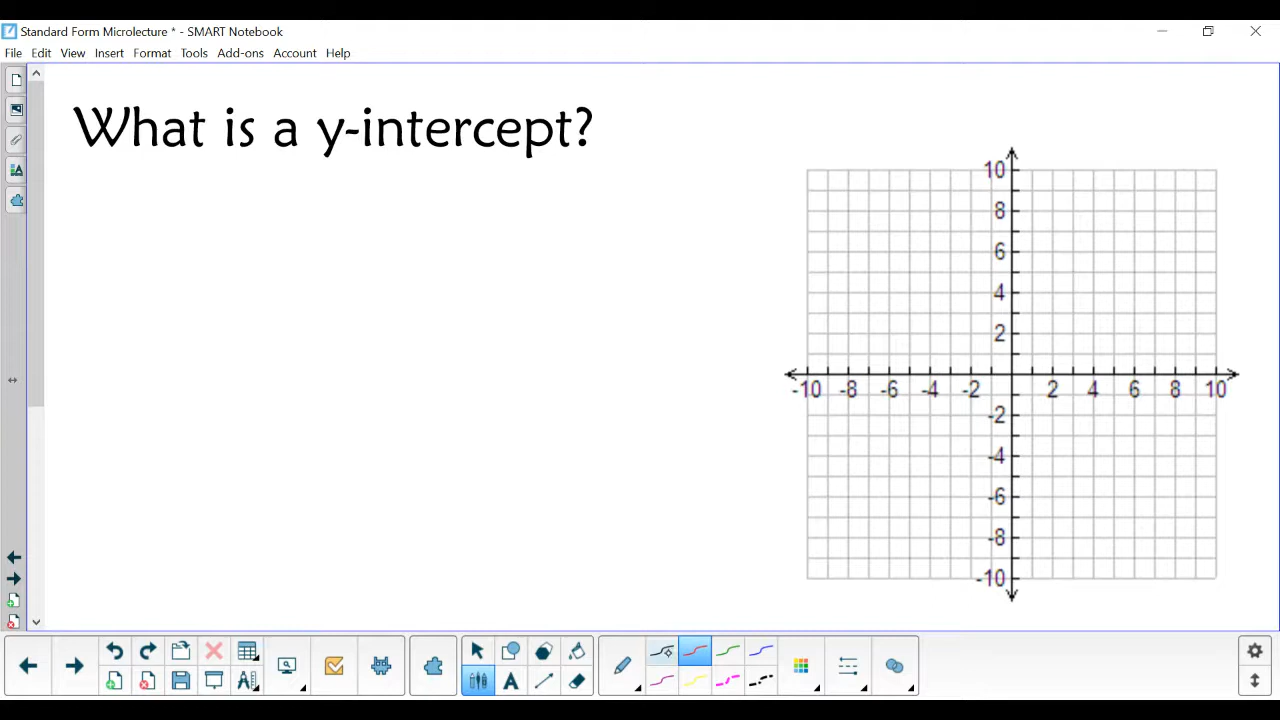 Standard Form Microlecture * - SMART Notebook
File Edit View Insert Format Tools Add-ons Account Help
What is a y-intercept?
10
8
6
4
2
-10 -8 -6 -4 -2 2 4 6 8 10
-2
-4
-6
-8
-10